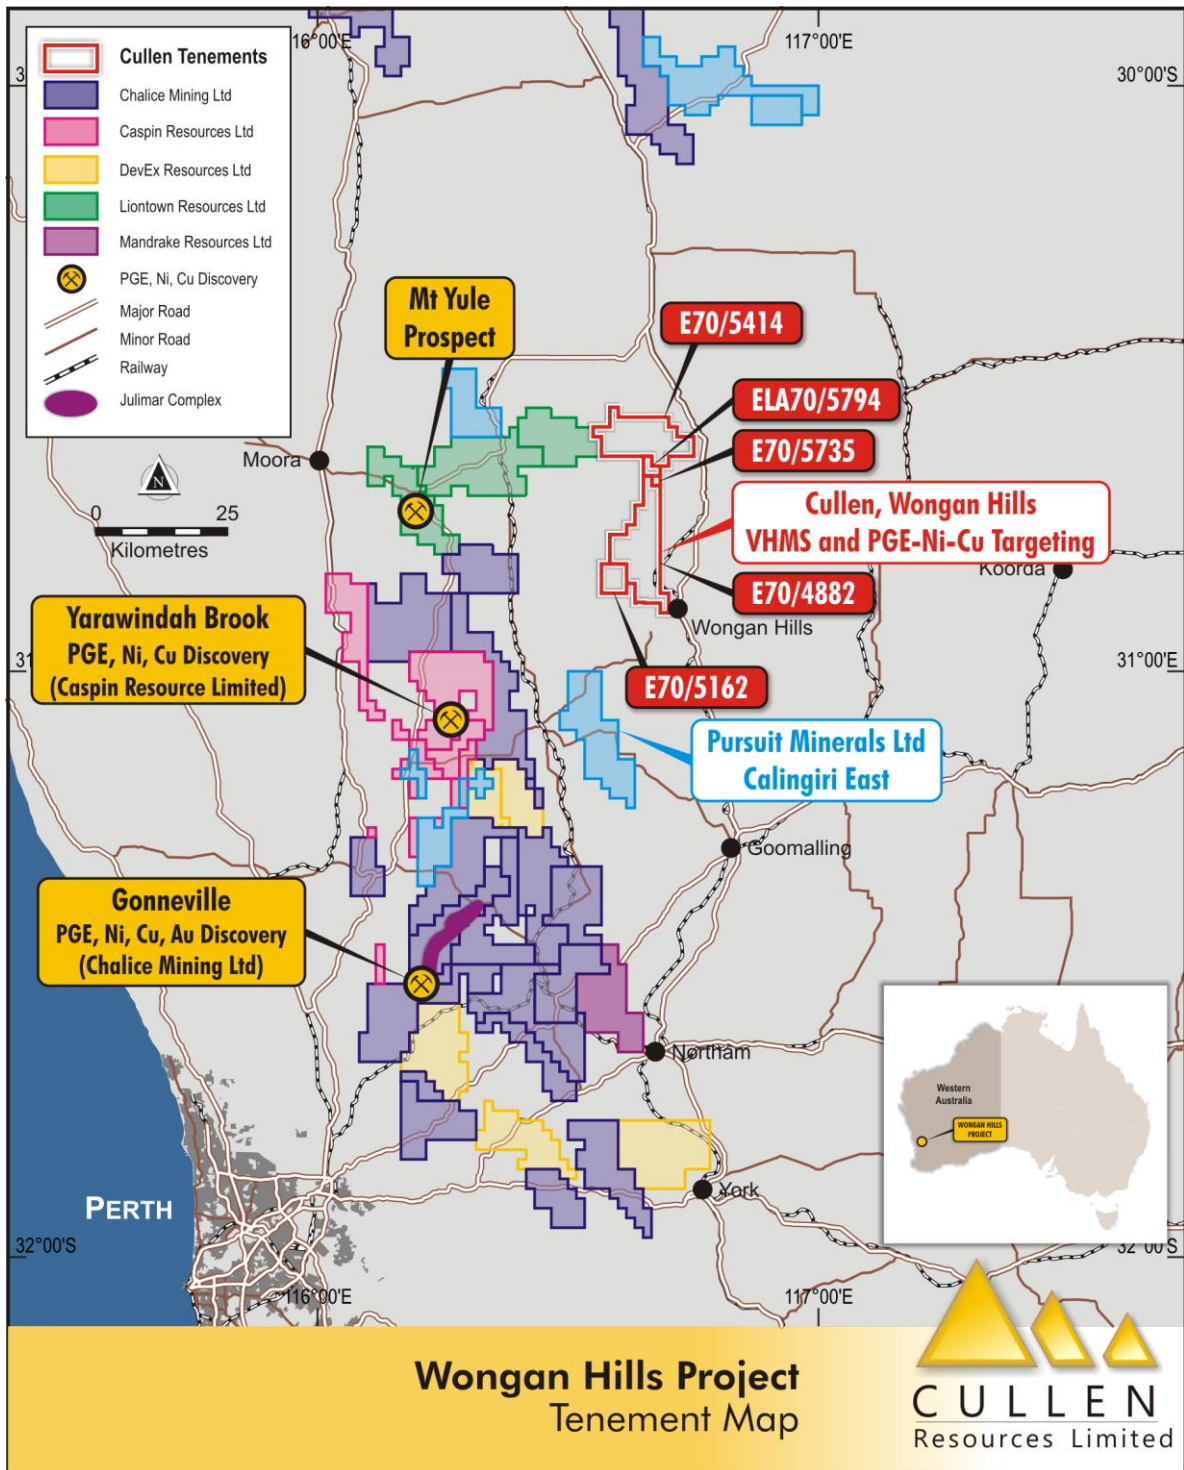 16°00'E
117°00'E
3
30°00'S
Cullen Tenements
Chalice Mining Ltd
Caspin Resources Ltd
DevEx Resources Ltd
Liontown Resources Ltd
Mandrake Resources Ltd
PGE, Ni, Cu Discovery
Major Road
Minor Road
Railway
Julimar Complex
Mt Yule
Prospect
E70/5414
ELA70/5794
E70/5735
Moora
N
0 25
Kilometres
Cullen, Wongan Hills
VHMS and PGE-Ni-Cu Targeting
Koorda
E70/4882
Wongan Hills
Yarawindah Brook
PGE, Ni, Cu Discovery
(Caspin Resource Limited)
31
31°00'E
E70/5162
Pursuit Minerals Ltd
Calingiri East
Goomalling
Gonneville
PGE, Ni, Cu, Au Discovery
(Chalice Mining Ltd)
Northam
Western
Australia
WONGAN HILLS
PROJECT
York
PERTH
32°00'S
32°00'S
116°00'E
117°00'E
Wongan Hills Project
Tenement Map
CULLEN
Resources Limited